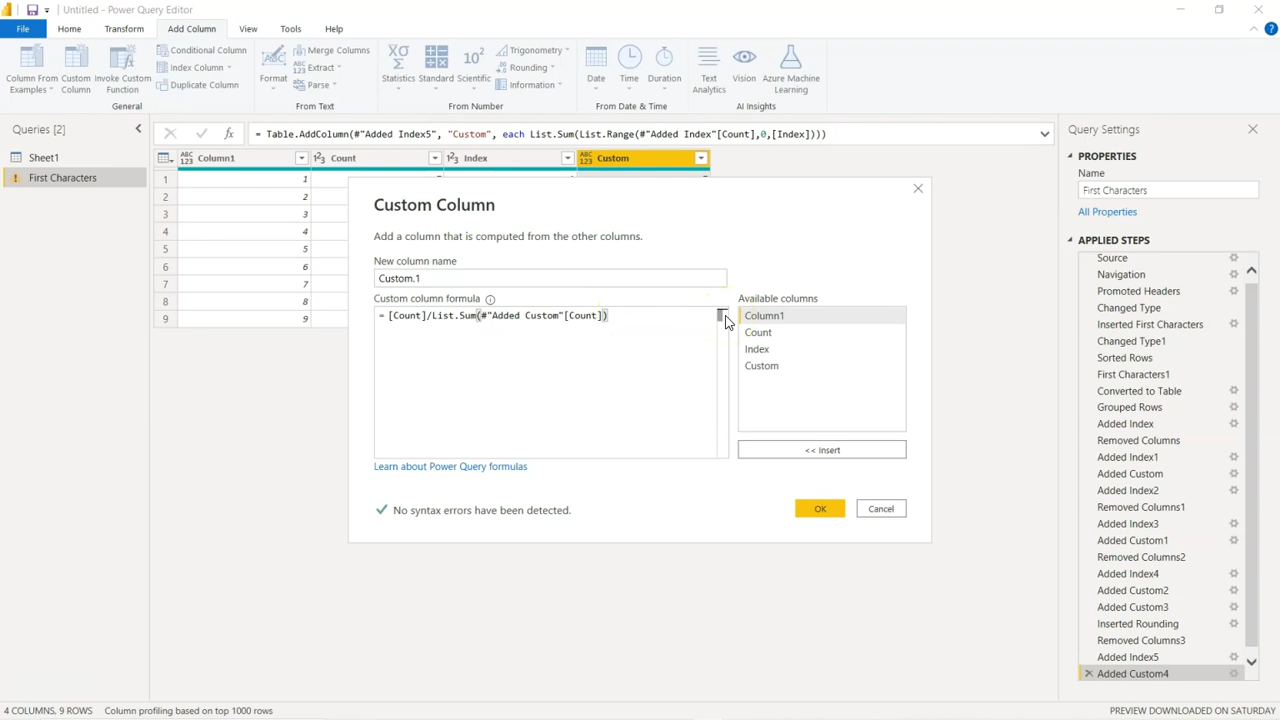 Untitled - Power Query Editor
File
Home
Transform
Add Column
View
Tools
Help
Column From
Examples
Custom
Column
Invoke Custom
Function
Conditional Column
Index Column
Duplicate Column
General
Format
Merge Columns
Extract
Parse
From Text
Statistics
Standard
Scientific
Trigonometry
Rounding
Information
From Number
Date
Time
Duration
From Date & Time
Text
Analytics
Vision
Azure Machine
Learning
AI Insights
Queries [2]
Sheet1
First Characters
= Table.AddColumn(#"Added Index5", "Custom", each List.Sum(List.Range(#"Added Index"[Count],0,[Index])))
Column1
Count
Index
Custom
1 1
2 2
3 3
4 4
5 5
6 6
7 7
8 8
9 9
Custom Column
Add a column that is computed from the other columns.
New column name
Custom.1
Custom column formula
= [Count]/List.Sum(#"Added Custom"[Count])
Available columns
Column1
Count
Index
Custom
<< Insert
Learn about Power Query formulas
No syntax errors have been detected.
OK
Cancel
Query Settings
PROPERTIES
Name
First Characters
All Properties
APPLIED STEPS
Source
Navigation
Promoted Headers
Changed Type
Inserted First Characters
Changed Type1
Sorted Rows
First Characters1
Converted to Table
Grouped Rows
Added Index
Removed Columns
Added Index1
Added Custom
Added Index2
Removed Columns1
Added Index3
Added Custom1
Removed Columns2
Added Index4
Added Custom2
Added Custom3
Inserted Rounding
Removed Columns3
Added Index5
Added Custom4
4 COLUMNS, 9 ROWS
Column profiling based on top 1000 rows
PREVIEW DOWNLOADED ON SATURDAY